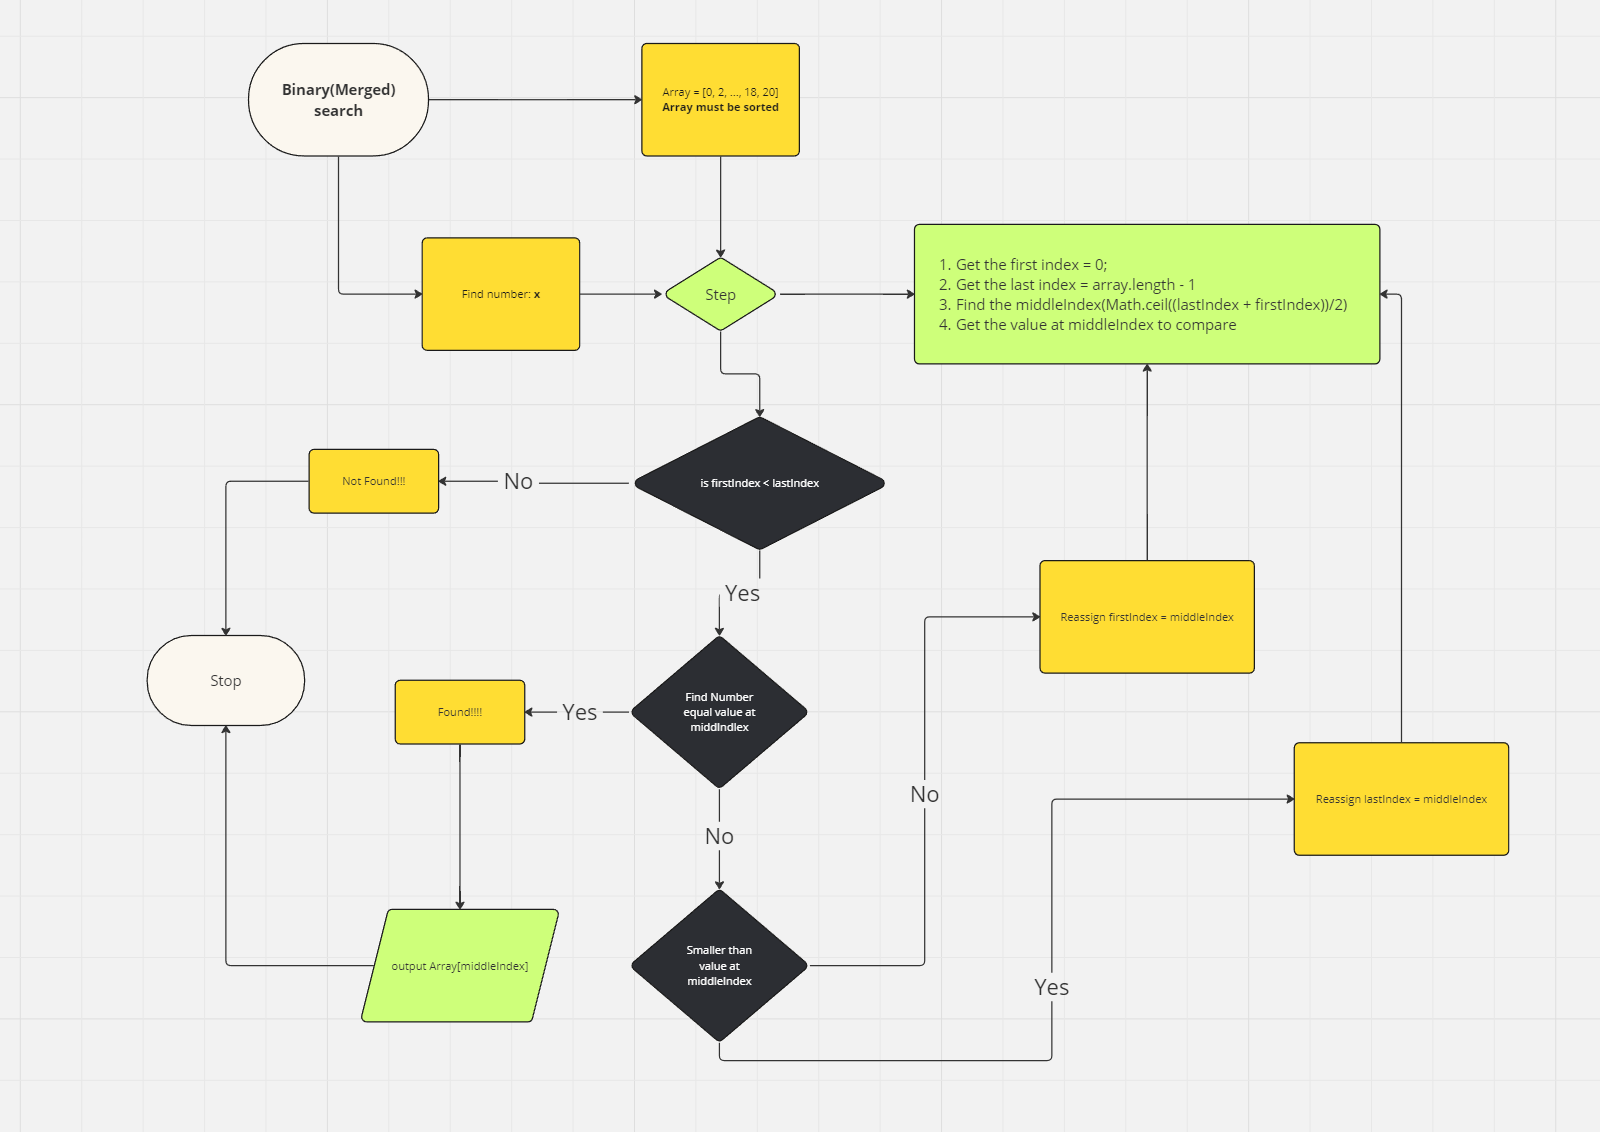 Binary(Merged)
search
Array = [0, 2, ..., 18, 20]
Array must be sorted
Find number: x
Step
1. Get the first index = 0;
2. Get the last index = array.length - 1
3. Find the middleIndex(Math.ceil((lastIndex + firstIndex))/2)
4. Get the value at middleIndex to compare
Not Found!!!
No
is firstIndex < lastIndex
Yes
Reassign firstIndex = middleIndex
Stop
Found!!!!
Yes
Find Number
equal value at
middIndIex
No
No
Reassign lastIndex = middleIndex
output Array[middleIndex]
Smaller than
value at
middleIndex
Yes